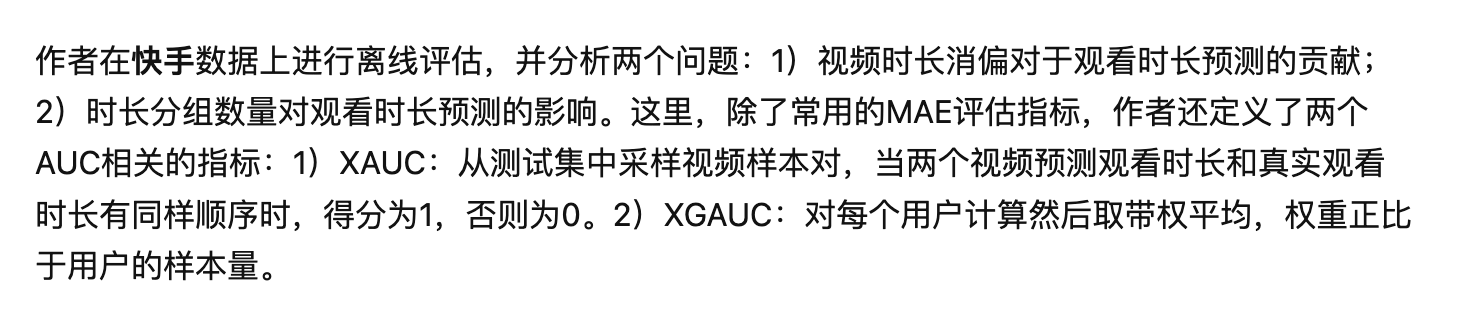 作者在快手数据上进行离线评估，并分析两个问题：1）视频时长消偏对于观看时长预测的贡献；
2）时长分组数量对观看时长预测的影响。这里，除了常用的MAE评估指标，作者还定义了两个
AUC相关的指标：1）XAUC：从测试集中采样视频样本对，当两个视频预测观看时长和真实观看
时长有同样顺序时，得分为1，否则为0。2）XGAUC：对每个用户计算然后取带权平均，权重正比
于用户的样本量。